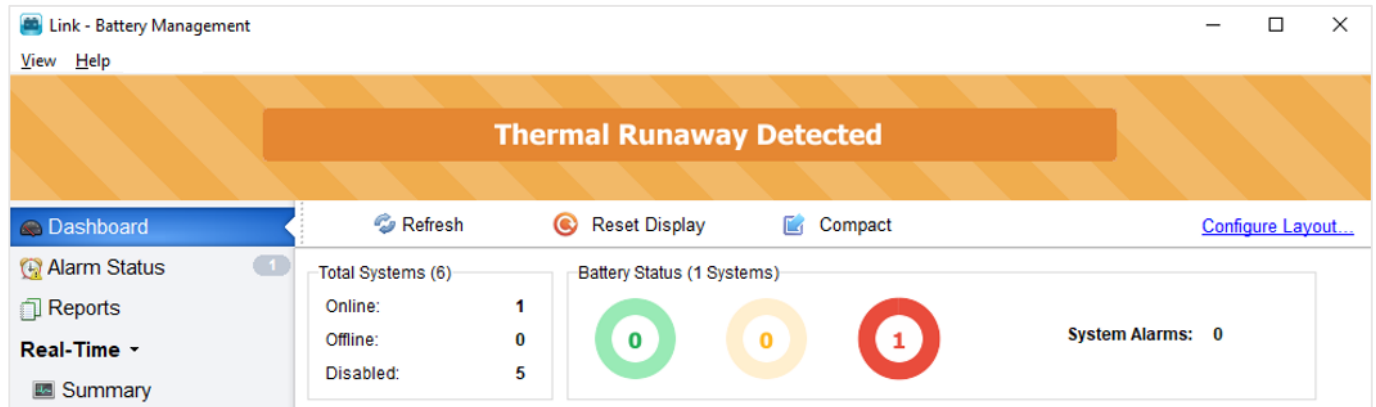 Link - Battery Management
View Help
Thermal Runaway Detected
Dashboard
Refresh
Reset Display
Compact
Configure Layout...
Alarm Status 1
Reports
Real-Time
Summary
Total Systems (6)
Online: 1
Offline: 0
Disabled: 5
Battery Status (1 Systems)
0 0 1
System Alarms: 0